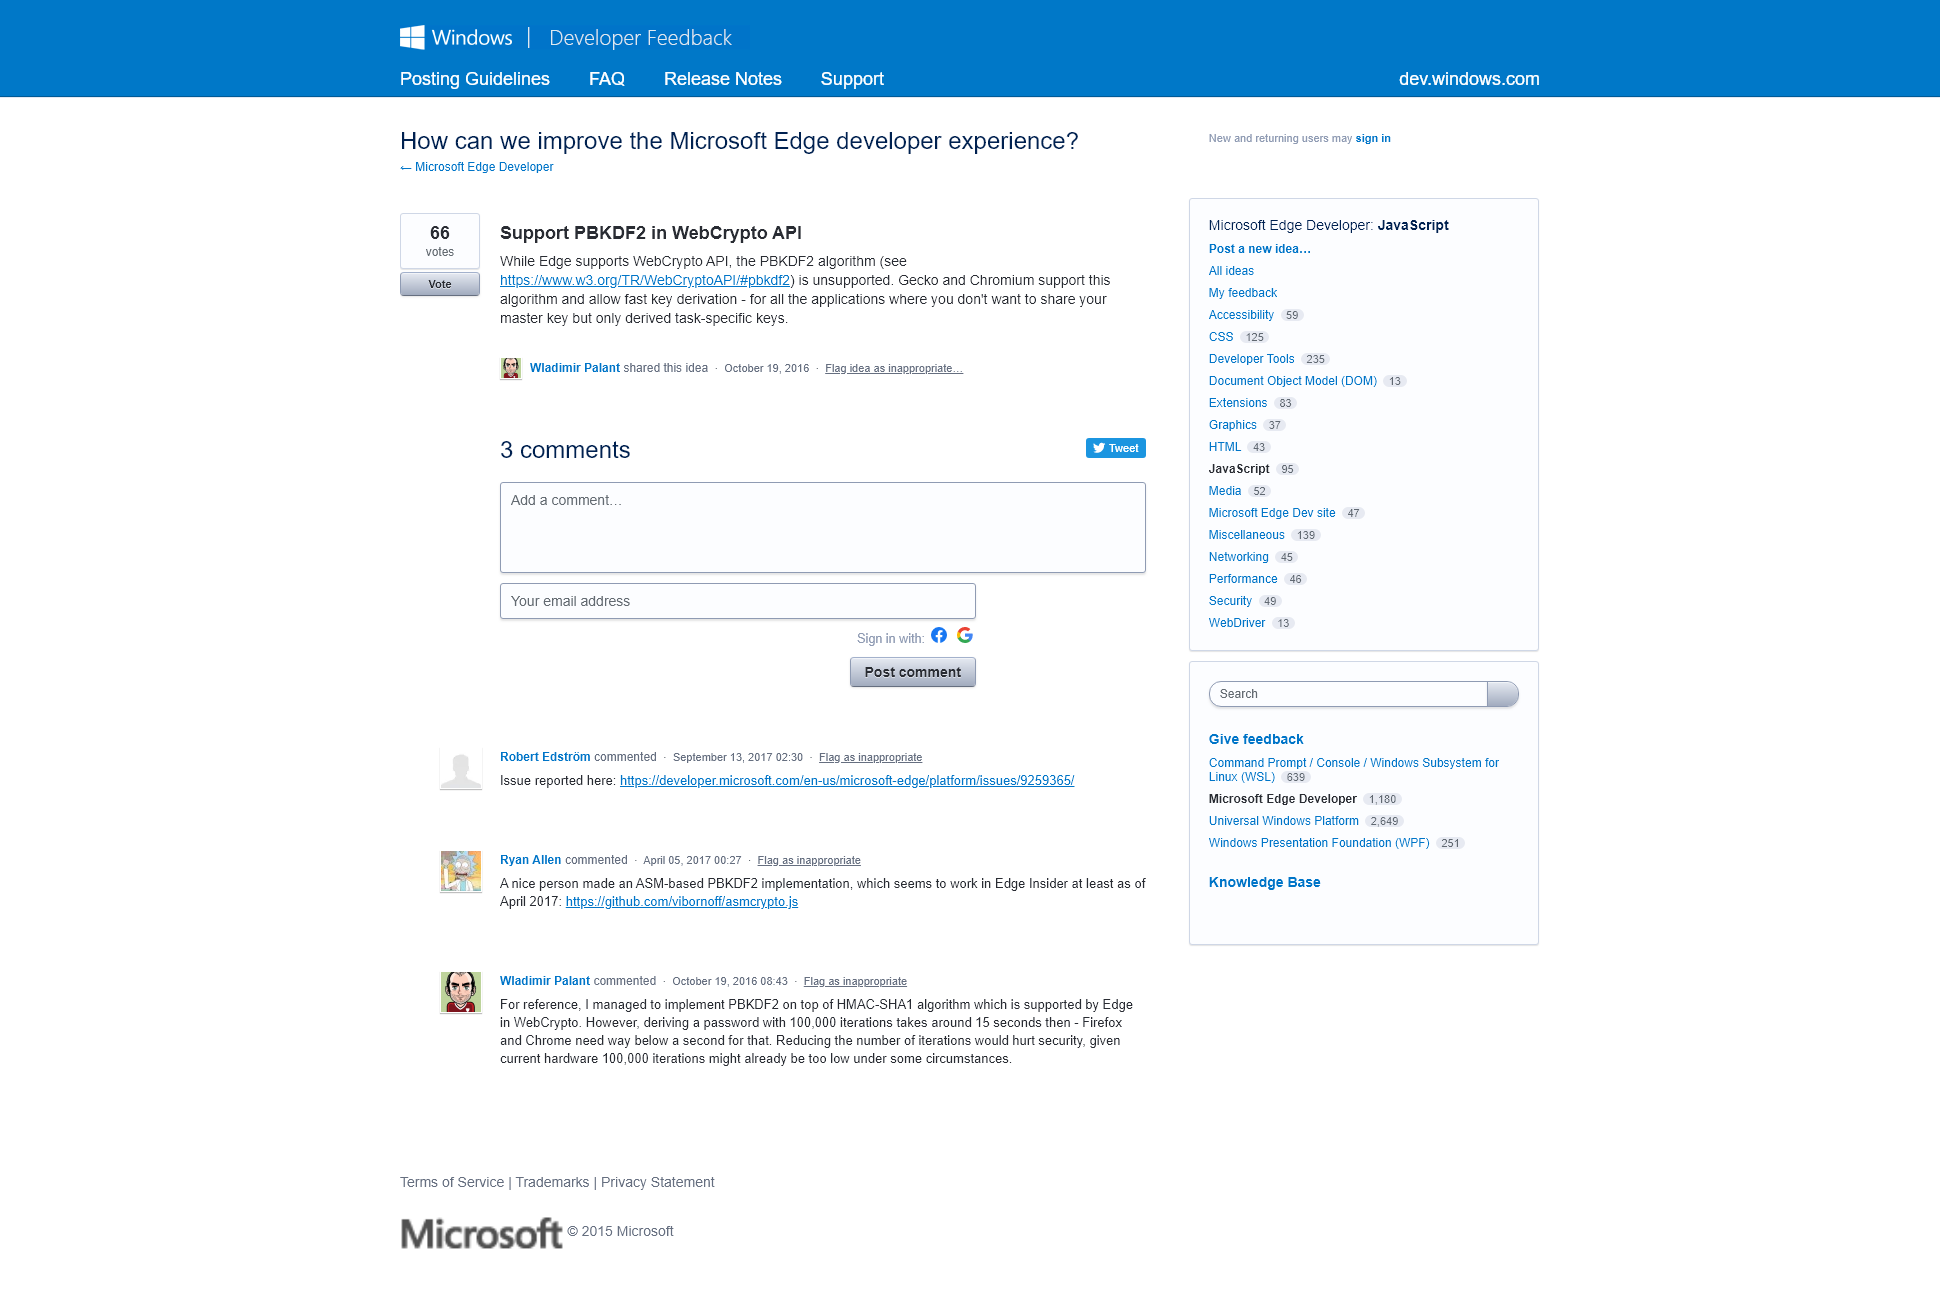 Windows | Developer Feedback
Posting Guidelines FAQ Release Notes Support dev.windows.com
How can we improve the Microsoft Edge developer experience?
← Microsoft Edge Developer
New and returning users may sign in
66
votes
Vote
Support PBKDF2 in WebCrypto API
While Edge supports WebCrypto API, the PBKDF2 algorithm (see
https://www.w3.org/TR/WebCryptoAPI/#pbkdf2) is unsupported. Gecko and Chromium support this
algorithm and allow fast key derivation - for all the applications where you don't want to share your
master key but only derived task-specific keys.
Wladimir Palant shared this idea · October 19, 2016 · Flag idea as inappropriate…
3 comments
Tweet
Add a comment…
Your email address
Sign in with:
Post comment
Robert Edström commented · September 13, 2017 02:30 · Flag as inappropriate
Issue reported here: https://developer.microsoft.com/en-us/microsoft-edge/platform/issues/9259365/
Ryan Allen commented · April 05, 2017 00:27 · Flag as inappropriate
A nice person made an ASM-based PBKDF2 implementation, which seems to work in Edge Insider at least as of
April 2017: https://github.com/vibornoff/asmcrypto.js
Wladimir Palant commented · October 19, 2016 08:43 · Flag as inappropriate
For reference, I managed to implement PBKDF2 on top of HMAC-SHA1 algorithm which is supported by Edge
in WebCrypto. However, deriving a password with 100,000 iterations takes around 15 seconds then - Firefox
and Chrome need way below a second for that. Reducing the number of iterations would hurt security, given
current hardware 100,000 iterations might already be too low under some circumstances.
Microsoft Edge Developer: JavaScript
Post a new idea…
All ideas
My feedback
Accessibility 59
CSS 125
Developer Tools 235
Document Object Model (DOM) 13
Extensions 83
Graphics 37
HTML 43
JavaScript 95
Media 52
Microsoft Edge Dev site 47
Miscellaneous 139
Networking 45
Performance 46
Security 49
WebDriver 13
Search
Give feedback
Command Prompt / Console / Windows Subsystem for
Linux (WSL) 639
Microsoft Edge Developer 1,180
Universal Windows Platform 2,649
Windows Presentation Foundation (WPF) 251
Knowledge Base
Terms of Service | Trademarks | Privacy Statement
Microsoft © 2015 Microsoft